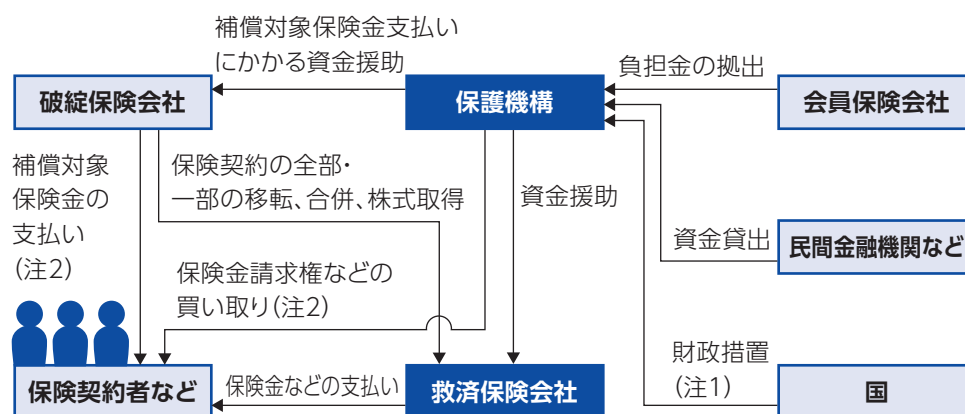 補償対象保険金支払い
にかかる資金援助
負担金の拠出
破綻保険会社
保護機構
会員保険会社
補償対象
保険金の
支払い
(注2)
保険契約の全部・
一部の移転、合併、株式取得
資金援助
資金貸出
民間金融機関など
保険金請求権などの
買い取り(注2)
財政措置
(注1)
保険契約者など
保険金などの支払い
救済保険会社
国